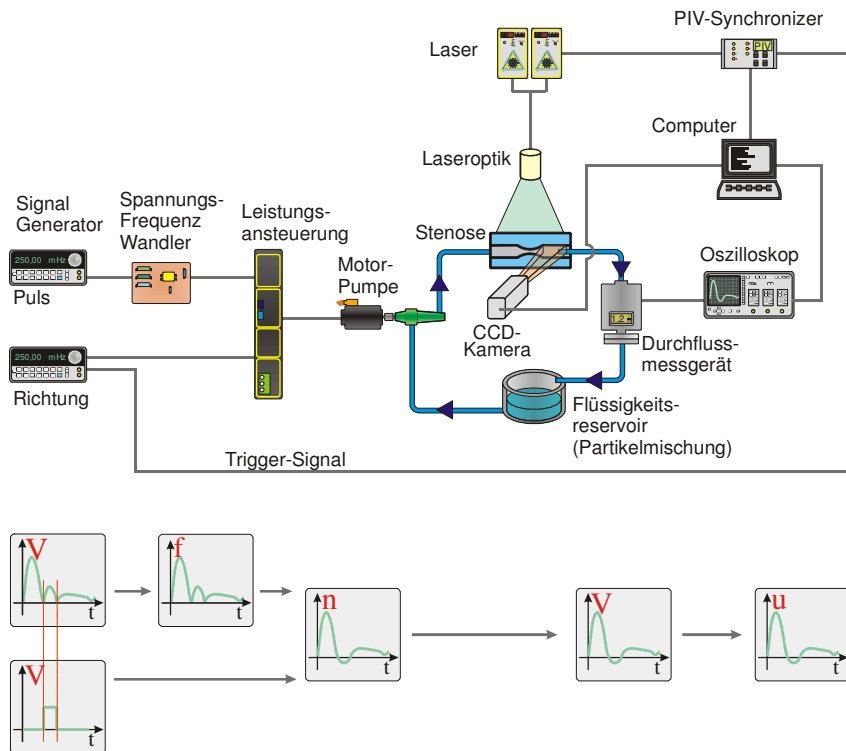 PIV-Synchronizer
Laser
PIV
Computer
Laseroptik
Signal
Generator
Spannungs-
Frequenz
Wandler
Leistungs-
ansteuerung
Stenose
Oszilloskop
Motor-
Pumpe
250,00 mHz
Puls
1,2
CCD-
Kamera
Durchfluss-
messgerät
250,00 mHz
Richtung
Flüssigkeits-
reservoir
(Partikelmischung)
Trigger-Signal
V
t
f
t
n
t
V
t
u
t
V
t